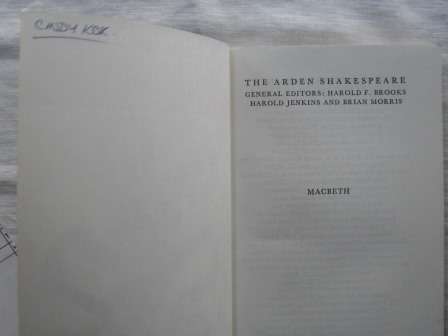 THE ARDEN SHAKESPEARE
GENERAL EDITORS: HAROLD F. BROOKS
HAROLD JENKINS AND BRIAN MORRIS
MACBETH